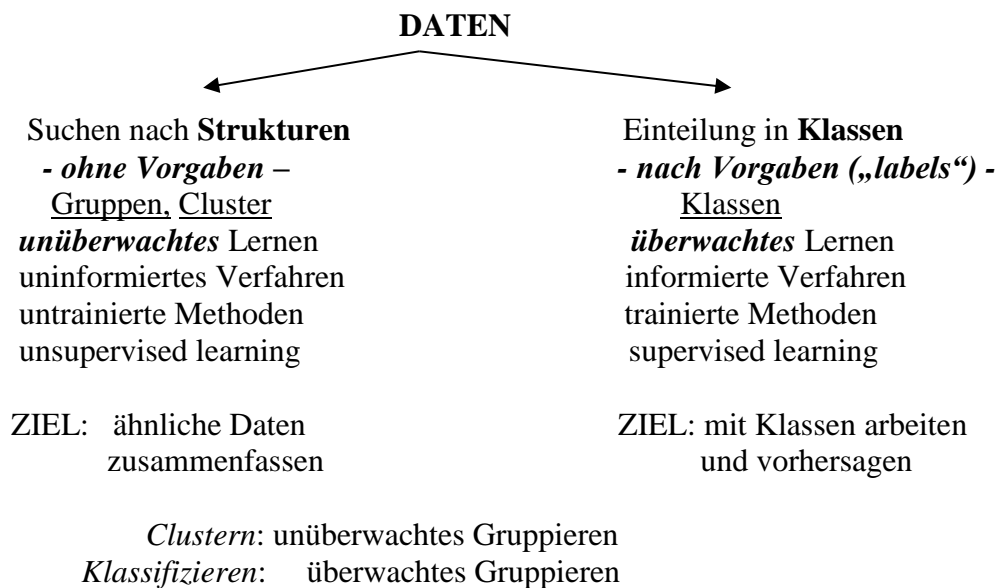 DATEN
Suchen nach Strukturen
- ohne Vorgaben –
Gruppen, Cluster
unüberwachtes Lernen
uninformiertes Verfahren
untrainierte Methoden
unsupervised learning
ZIEL: ähnliche Daten
zusammenfassen
Einteilung in Klassen
- nach Vorgaben („labels“) -
Klassen
überwachtes Lernen
informierte Verfahren
trainierte Methoden
supervised learning
ZIEL: mit Klassen arbeiten
und vorhersagen
Clustern: unüberwachtes Gruppieren
Klassifizieren: überwachtes Gruppieren